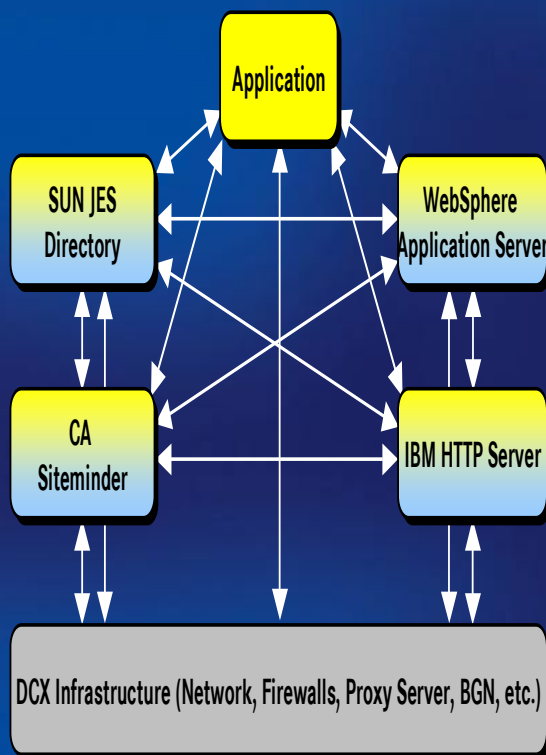 Application
SUN JES
Directory
WebSphere
Application Server
CA
Siteminder
IBM HTTP Server
DCX Infrastructure (Network, Firewalls, Proxy Server, BGN, etc.)